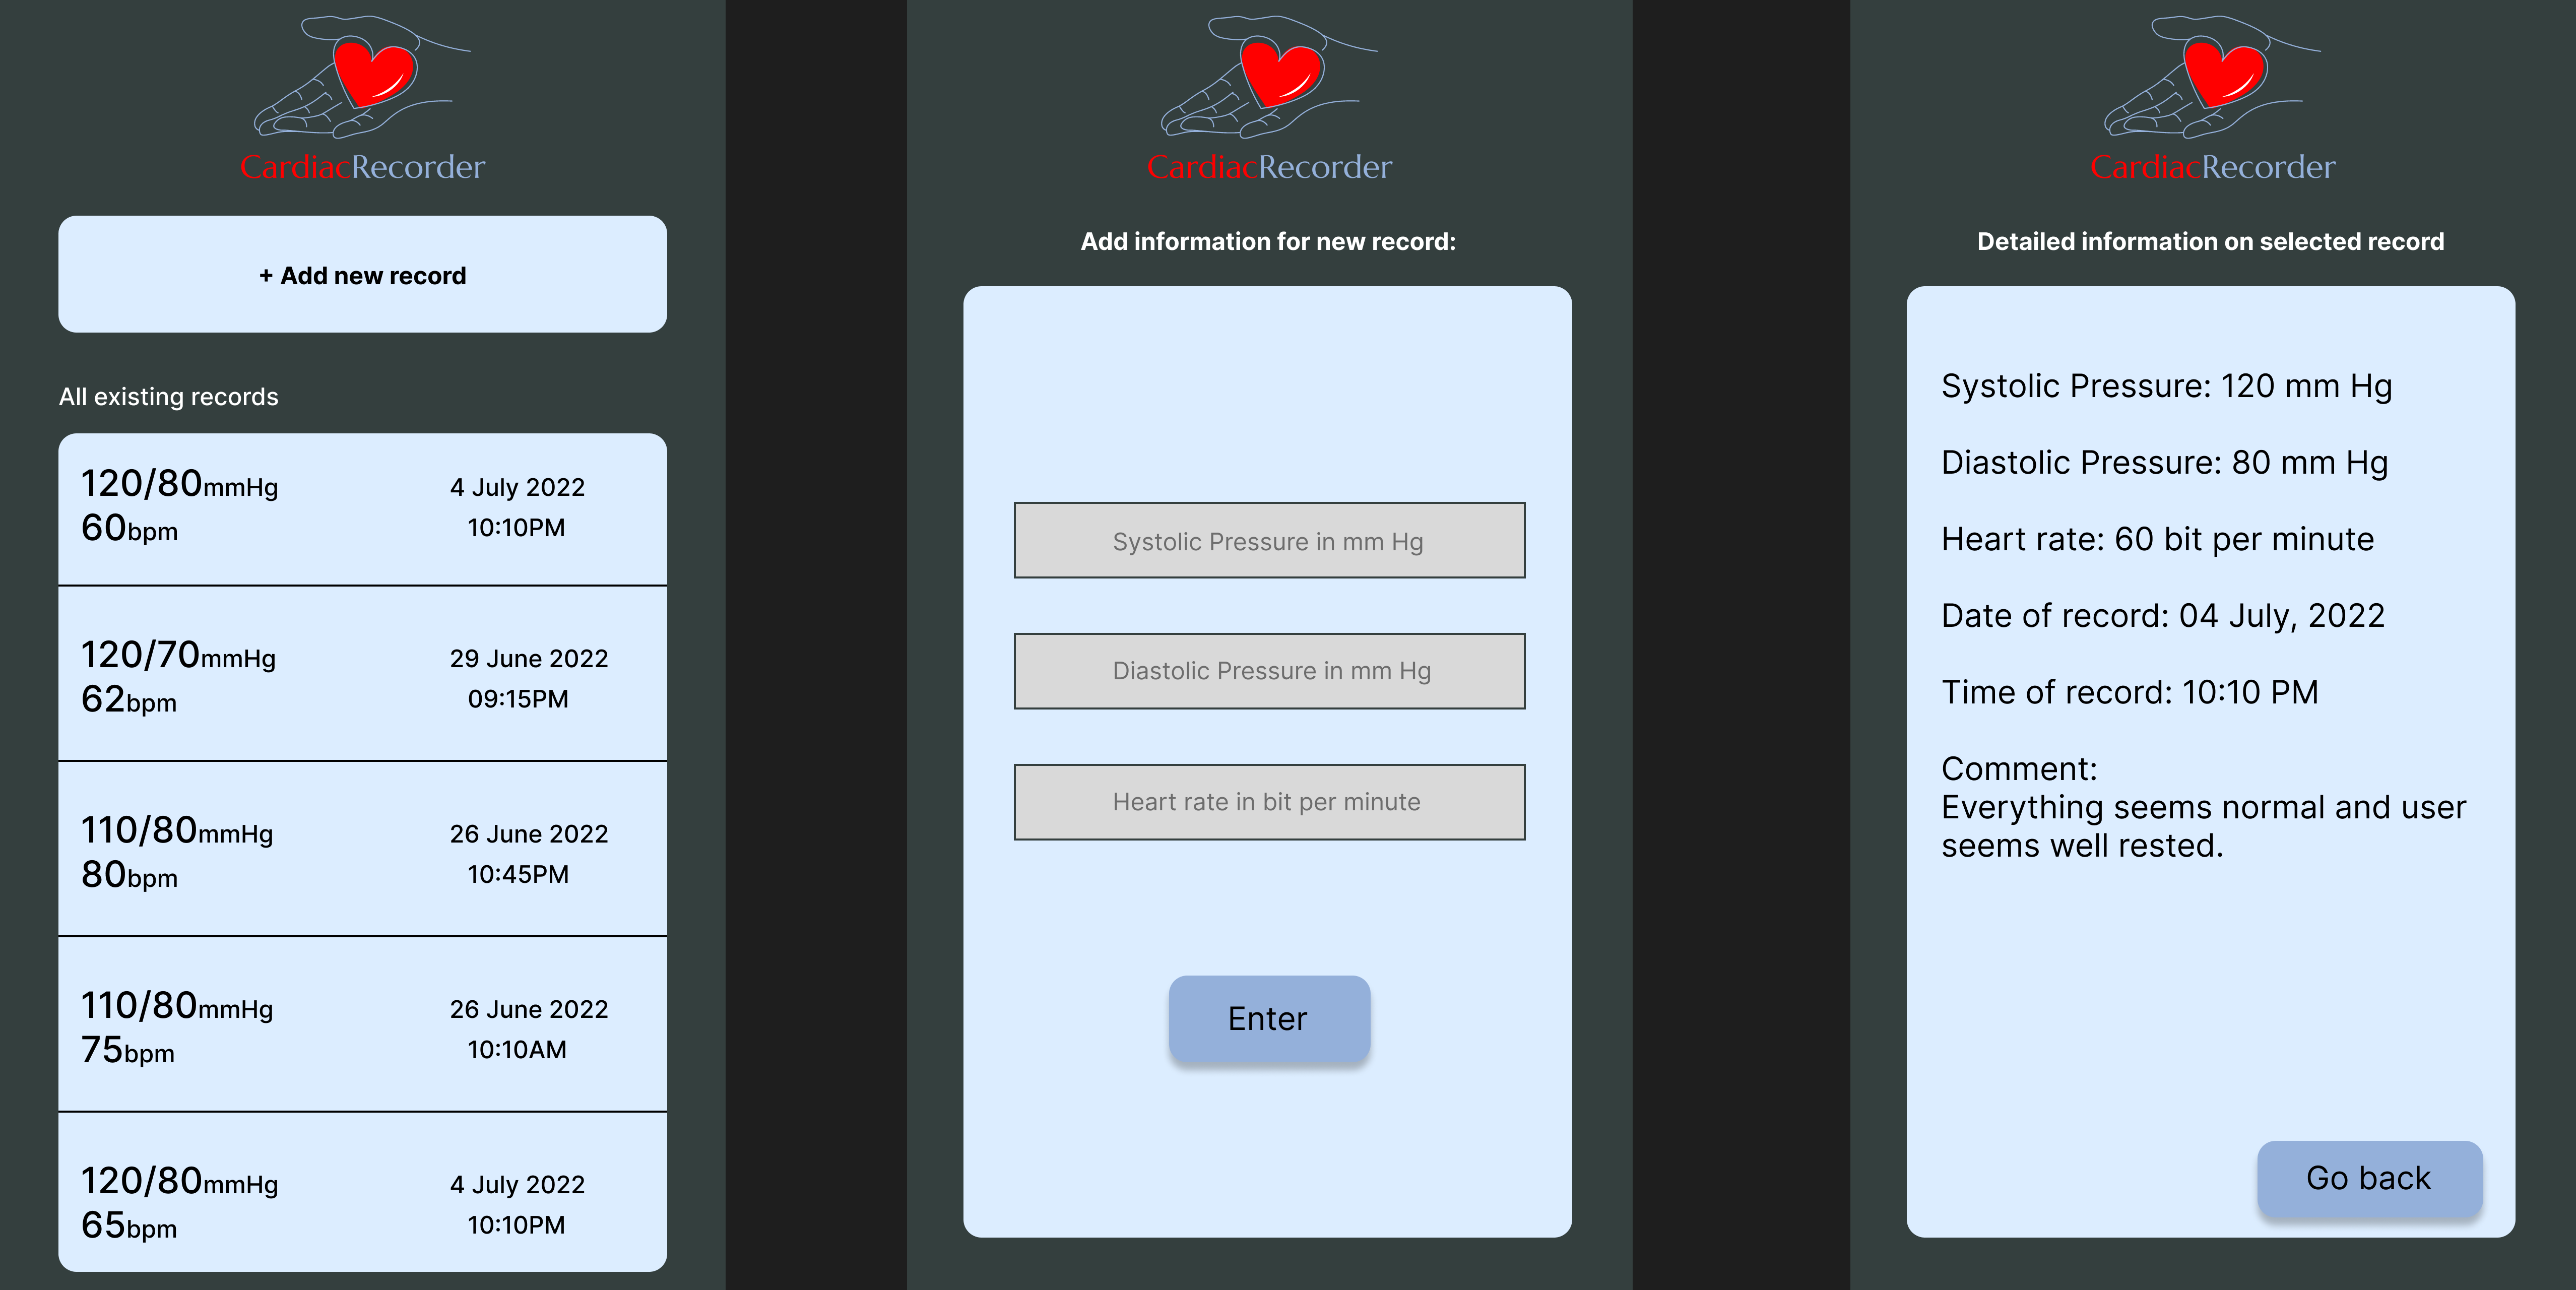 CardiacRecorder
+ Add new record
All existing records
120/80mmHg
60bpm
4 July 2022
10:10PM
120/70mmHg
62bpm
29 June 2022
09:15PM
110/80mmHg
80bpm
26 June 2022
10:45PM
110/80mmHg
75bpm
26 June 2022
10:10AM
120/80mmHg
65bpm
4 July 2022
10:10PM
CardiacRecorder
Add information for new record:
Systolic Pressure in mm Hg
Diastolic Pressure in mm Hg
Heart rate in bit per minute
Enter
CardiacRecorder
Detailed information on selected record
Systolic Pressure: 120 mm Hg
Diastolic Pressure: 80 mm Hg
Heart rate: 60 bit per minute
Date of record: 04 July, 2022
Time of record: 10:10 PM
Comment:
Everything seems normal and user
seems well rested.
Go back